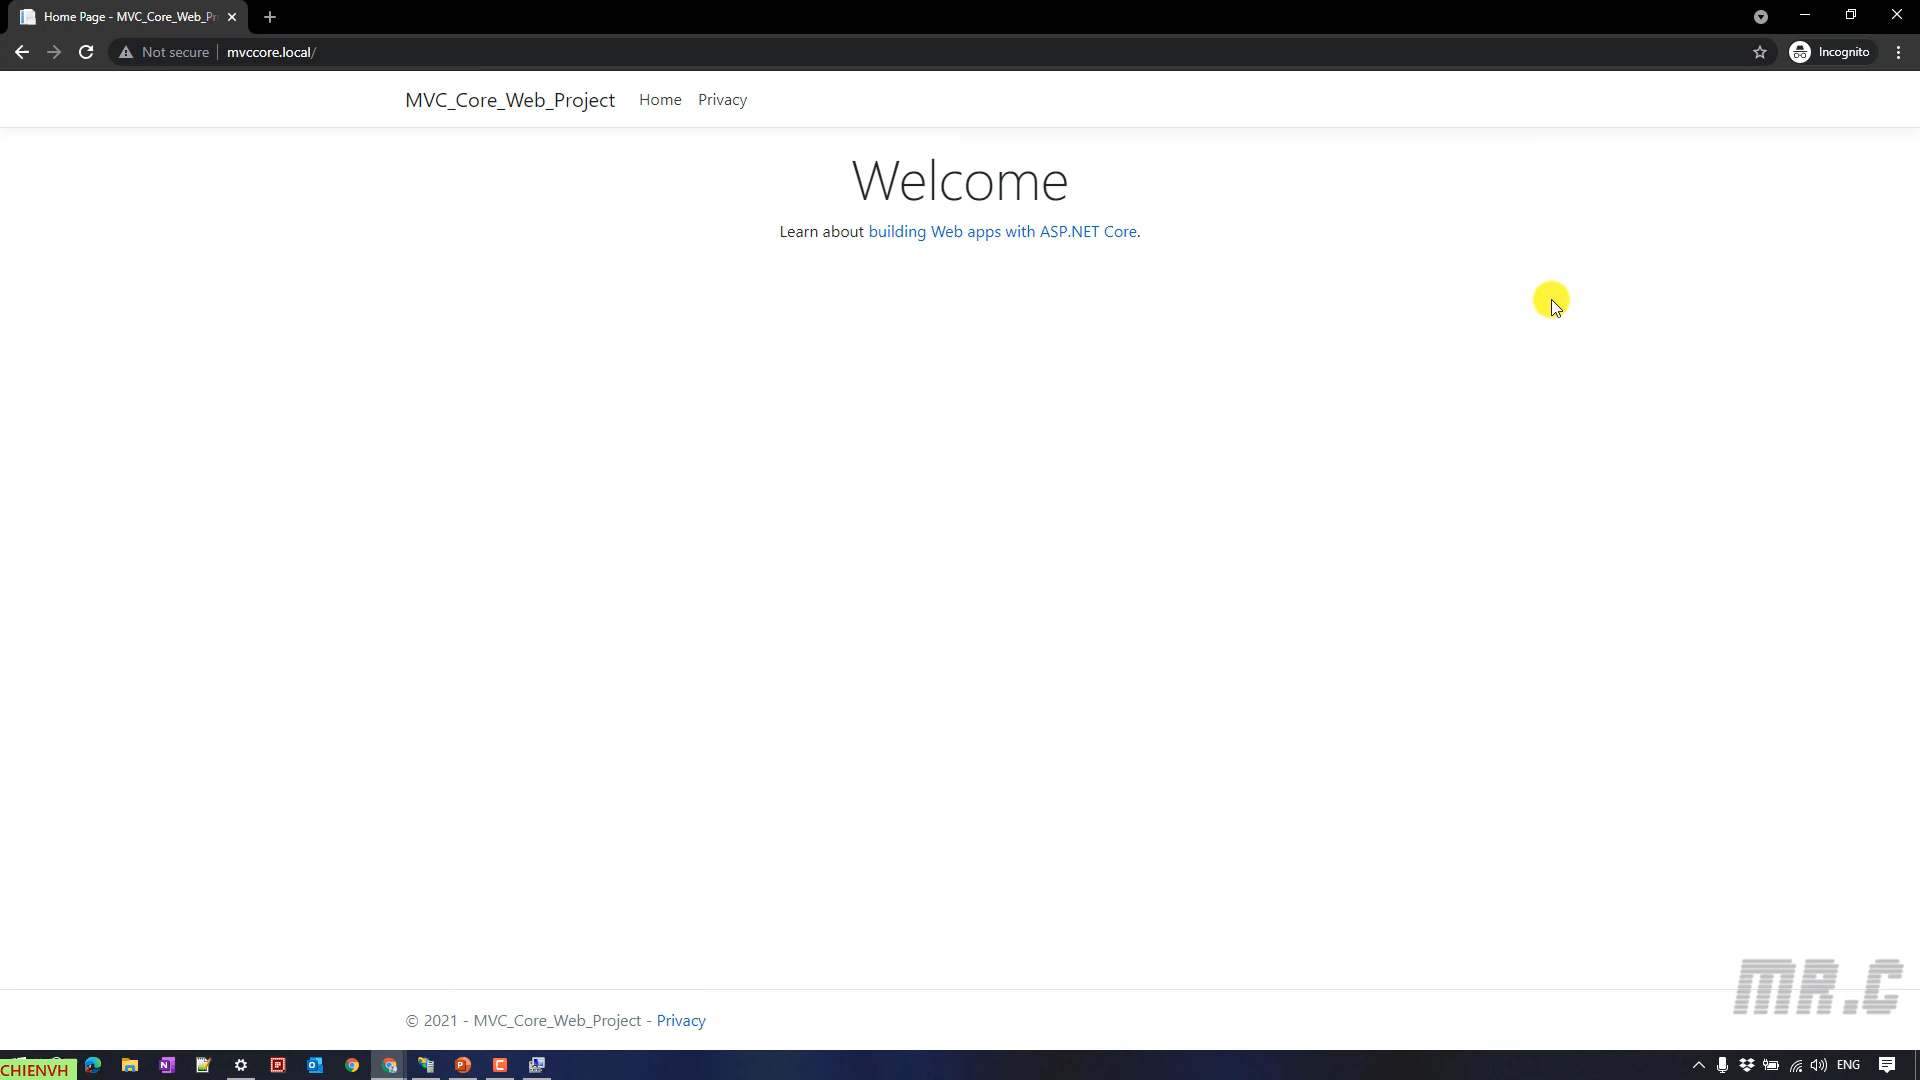 Home Page - MVC_Core_Web_Pr
Not secure
mvccore.local/
Incognito
MVC_Core_Web_Project Home Privacy
Welcome
Learn about building Web apps with ASP.NET Core.
MR.C
© 2021 - MVC_Core_Web_Project - Privacy
CHIENVH
ENG